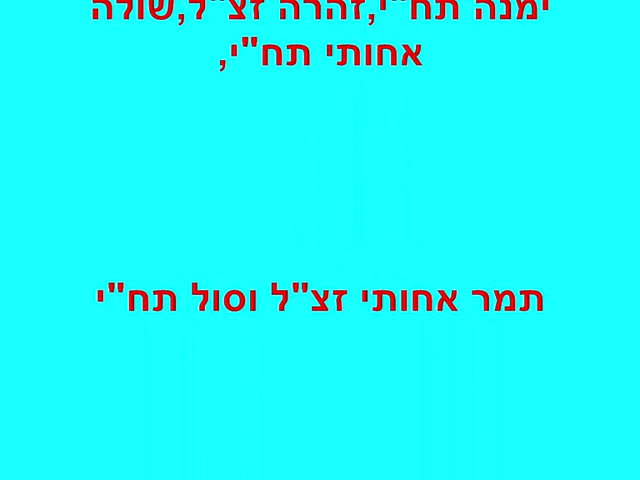 ימנה תח"י,זהרה זצ"ל,שולה
אחותי תח"י,
תמר אחותי זצ"ל וסול תח"י